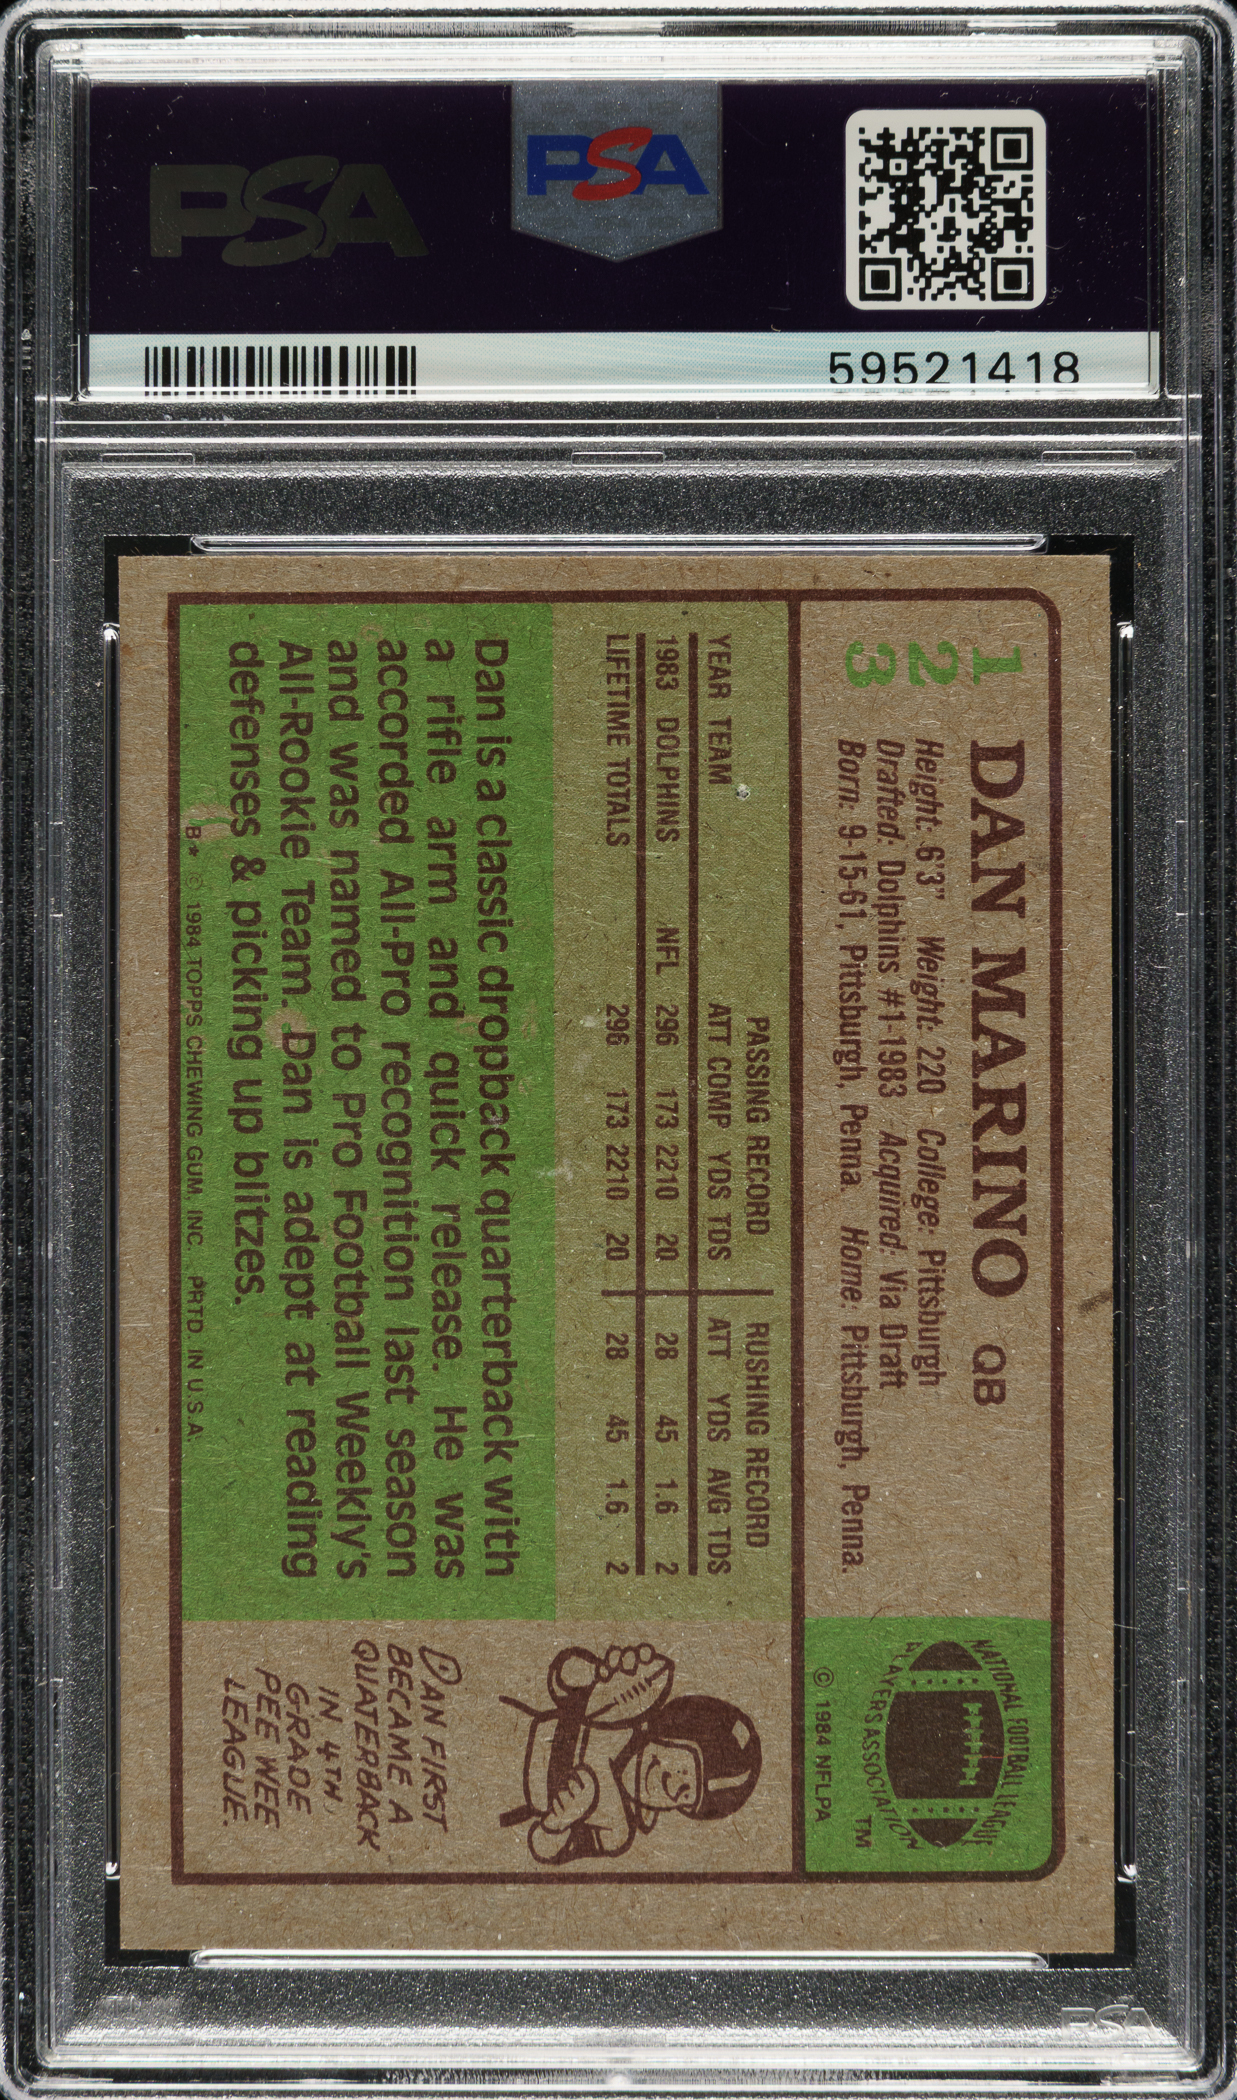 PSA
PSA
59521418
123
DAN MARINO QB
Height: 6'3" Weight: 220 College: Pittsburgh
Drafted: Dolphins #1-1983 Acquired: Via Draft
Born: 9-15-61, Pittsburgh, Penna. Home: Pittsburgh, Penna.
NATIONAL FOOTBALL LEAGUE
PLAYERS ASSOCIATION
TM
© 1984 NFLPA
PASSING RECORD RUSHING RECORD
YEAR TEAM ATT COMP YDS TDS ATT YDS AVG TDS
1983 DOLPHINS NFL 296 173 2210 20 28 45 1.6 2
LIFETIME TOTALS 296 173 2210 20 28 45 1.6 2
Dan is a classic dropback quarterback with
a rifle arm and quick release. He was
accorded All-Pro recognition last season
and was named to Pro Football Weekly's
All-Rookie Team. Dan is adept at reading
defenses & picking up blitzes.
B* © 1984 TOPPS CHEWING GUM, INC. PRTD. IN U.S.A.
DAN FIRST
BECAME A
QUATERBACK
IN 4TH
GRADE
PEE WEE
LEAGUE.
PSA